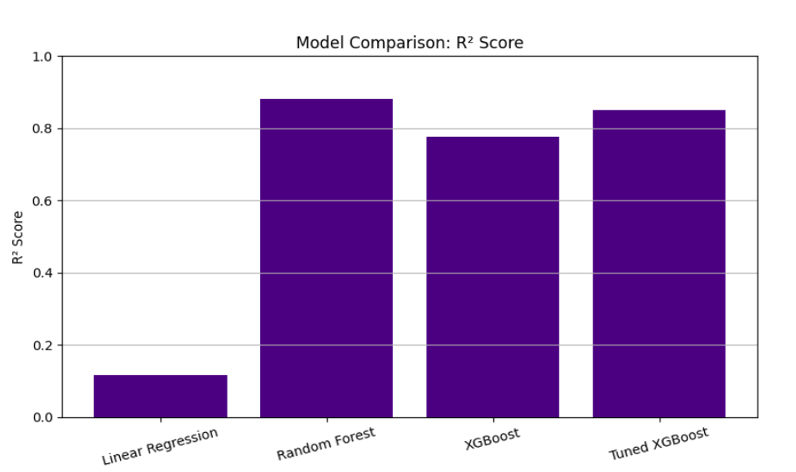 Model Comparison: R² Score
1.0
0.8
0.6
0.4
0.2
0.0
R² Score
Linear Regression
Random Forest
XGBoost
Tuned XGBoost